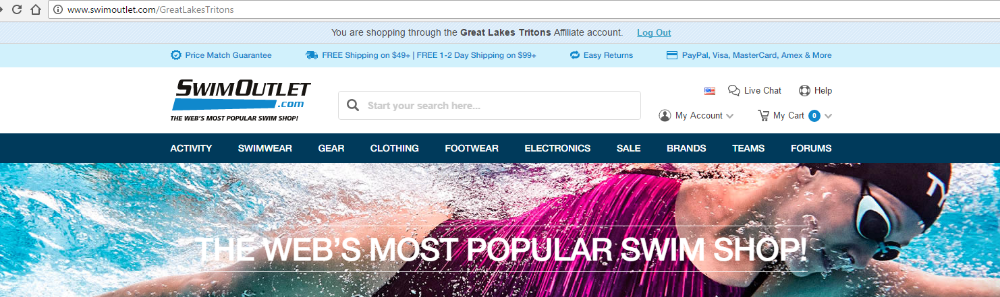 www.swimoutlet.com/GreatLakesTritons
You are shopping through the Great Lakes Tritons Affiliate account. Log Out
Price Match Guarantee FREE Shipping on $49+ | FREE 1-2 Day Shipping on $99+ Easy Returns PayPal, Visa, MasterCard, Amex & More
SWIMOUTLET
.com
THE WEB'S MOST POPULAR SWIM SHOP!
Start your search here...
Live Chat Help
My Account My Cart 0
ACTIVITY SWIMWEAR GEAR CLOTHING FOOTWEAR ELECTRONICS SALE BRANDS TEAMS FORUMS
TY
THE WEB'S MOST POPULAR SWIM SHOP!